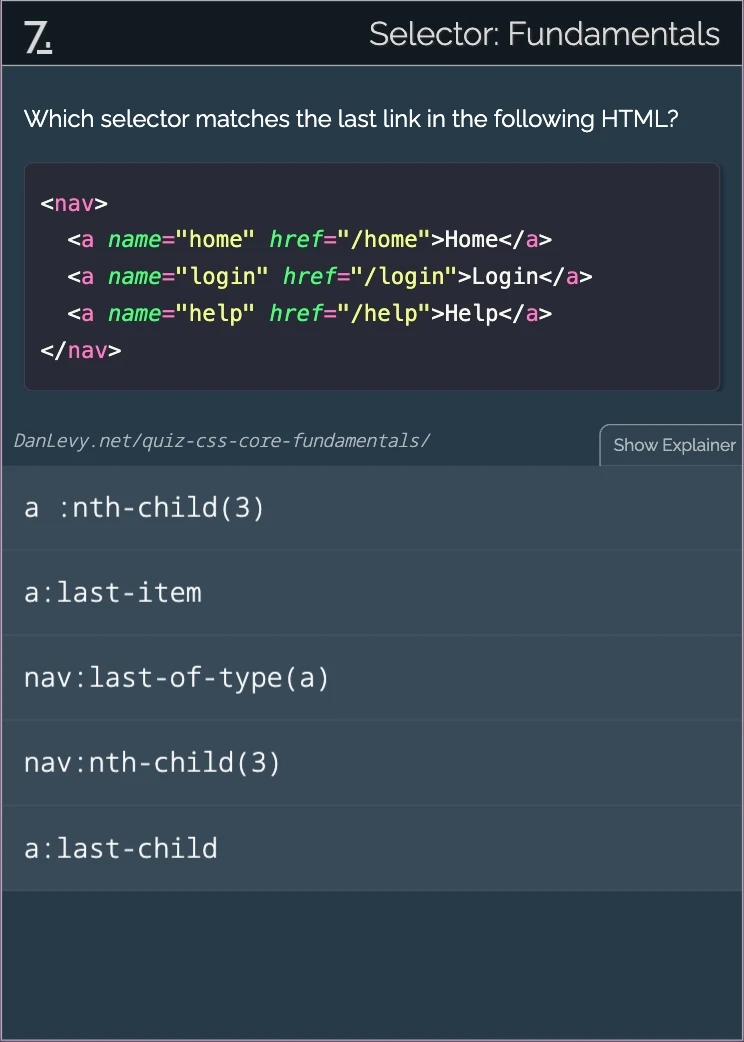 7.
Selector: Fundamentals
Which selector matches the last link in the following HTML?
<nav>
  <a name="home" href="/home">Home</a>
  <a name="login" href="/login">Login</a>
  <a name="help" href="/help">Help</a>
</nav>
DanLevy.net/quiz-css-core-fundamentals/
Show Explainer
a :nth-child(3)
a:last-item
nav:last-of-type(a)
nav:nth-child(3)
a:last-child